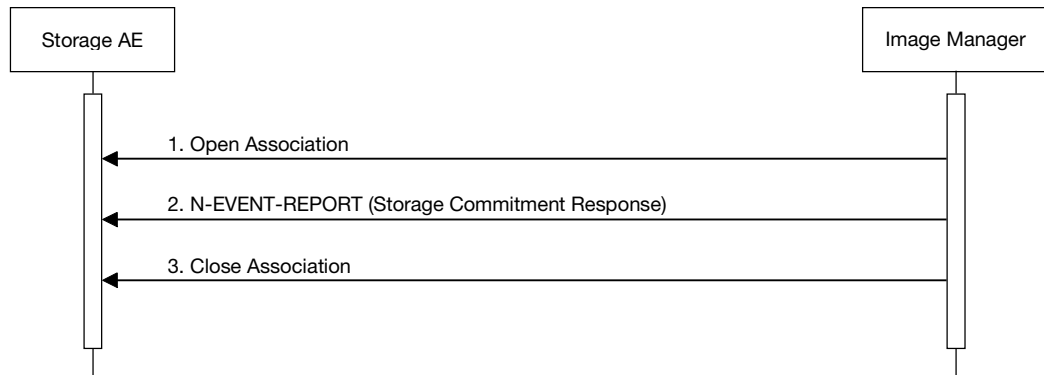 Storage AE
Image Manager
1. Open Association
2. N-EVENT-REPORT (Storage Commitment Response)
3. Close Association